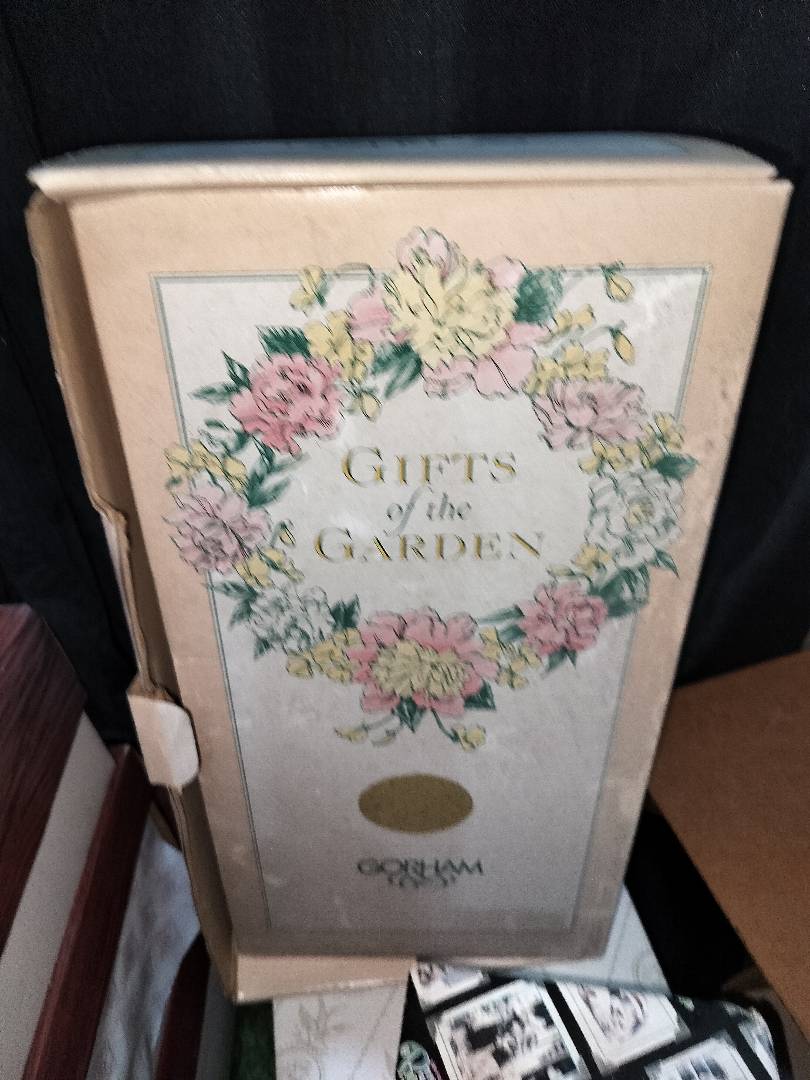 GIFTS
of the
GARDEN
GORHAM